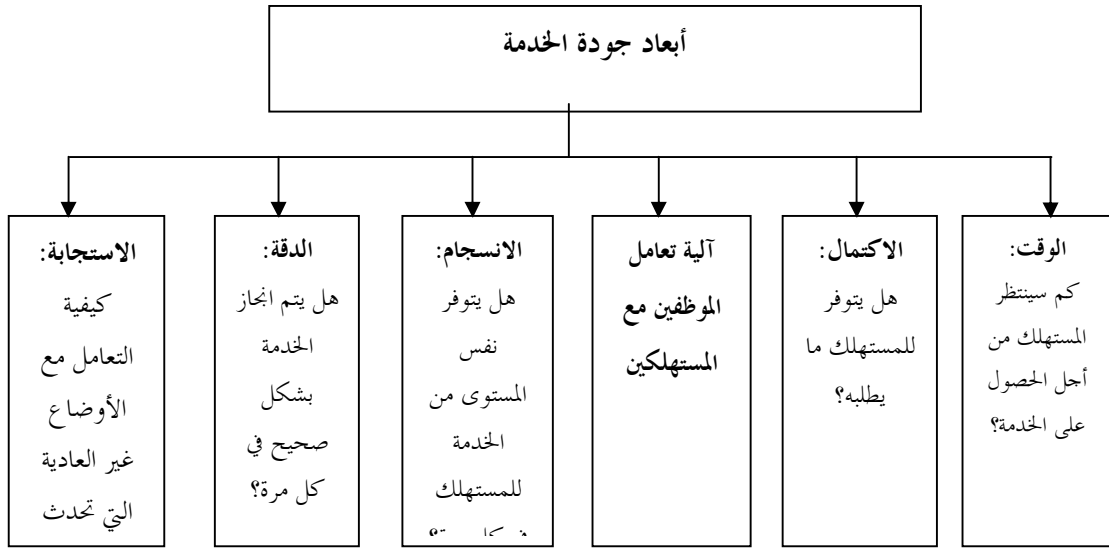 أبعاد جودة الخدمة
الوقت:
كم سينتظر
المستهلك من
أجل الحصول
على الخدمة؟
الاكتمال:
هل يتوفر
للمستهلك ما
يطلبه؟
آلية تعامل
الموظفين مع
المستهلكين
الانسجام:
هل يتوفر
نفس
المستوى من
الخدمة
للمستهلك
الدقة:
هل يتم انجاز
الخدمة
بشكل
صحيح في
كل مرة؟
الاستجابة:
كيفية
التعامل مع
الأوضاع
غير العادية
التي تحدث